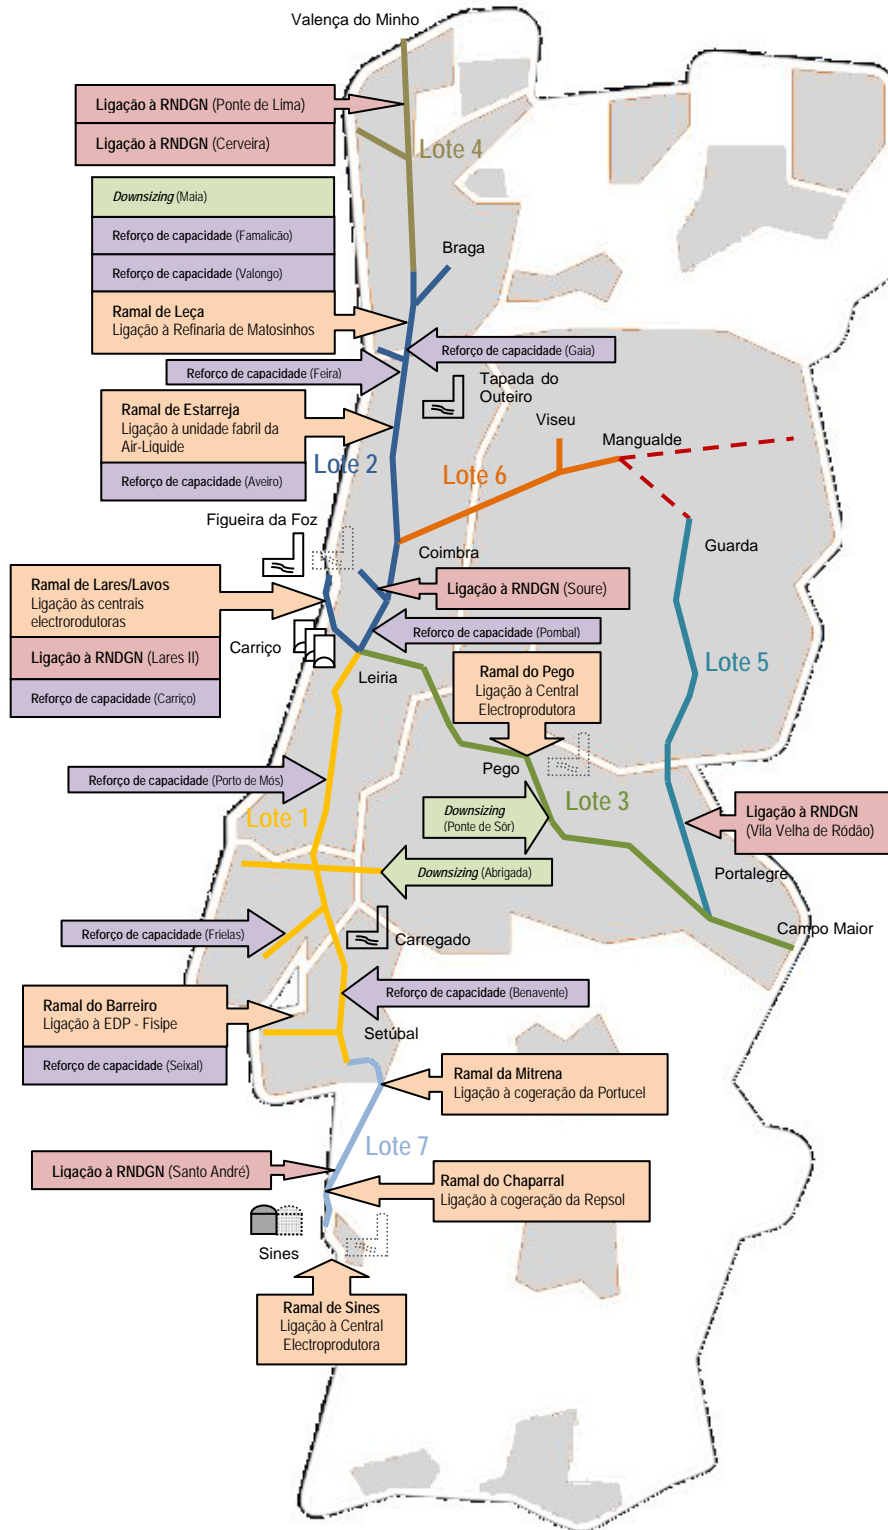 Valença do Minho
Ligação à RNDGN (Ponte de Lima)
Ligação à RNDGN (Cerveira)
Lote 4
Downsizing (Maia)
Reforço de capacidade (Famalicão)
Reforço de capacidade (Valongo)
Ramal de Leça
Ligação à Refinaria de Matosinhos
Braga
Reforço de capacidade (Gaia)
Reforço de capacidade (Feira)
Tapada do
Outeiro
Ramal de Estarreja
Ligação à unidade fabril da
Air-Liquide
Reforço de capacidade (Aveiro)
Lote 2
Viseu
Mangualde
Lote 6
Figueira da Foz
Coimbra
Guarda
Ramal de Lares/Lavos
Ligação às centrais
electrorodutoras
Ligação à RNDGN (Lares II)
Reforço de capacidade (Carriço)
Ligação à RNDGN (Soure)
Reforço de capacidade (Pombal)
Carriço
Leiria
Ramal do Pego
Ligação à Central
Electroprodutora
Lote 5
Pego
Reforço de capacidade (Porto de Mós)
Lote 1
Lote 3
Downsizing
(Ponte de Sôr)
Ligação à RNDGN
(Vila Velha de Ródão)
Downsizing (Abrigada)
Portalegre
Campo Maior
Reforço de capacidade (Frielas)
Carregado
Reforço de capacidade (Benavente)
Ramal do Barreiro
Ligação à EDP - Fisipe
Reforço de capacidade (Seixal)
Setúbal
Ramal da Mitrena
Ligação à cogeração da Portucel
Lote 7
Ligação à RNDGN (Santo André)
Ramal do Chaparral
Ligação à cogeração da Repsol
Sines
Ramal de Sines
Ligação à Central
Electroprodutora